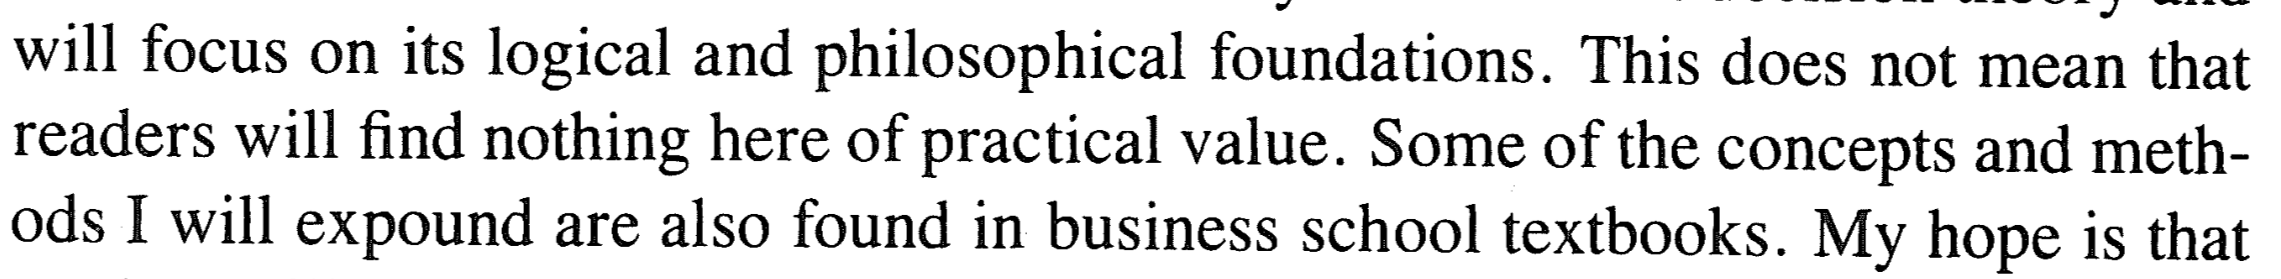 will focus on its logical and philosophical foundations. This does not mean that
readers will find nothing here of practical value. Some of the concepts and meth-
ods I will expound are also found in business school textbooks. My hope is that